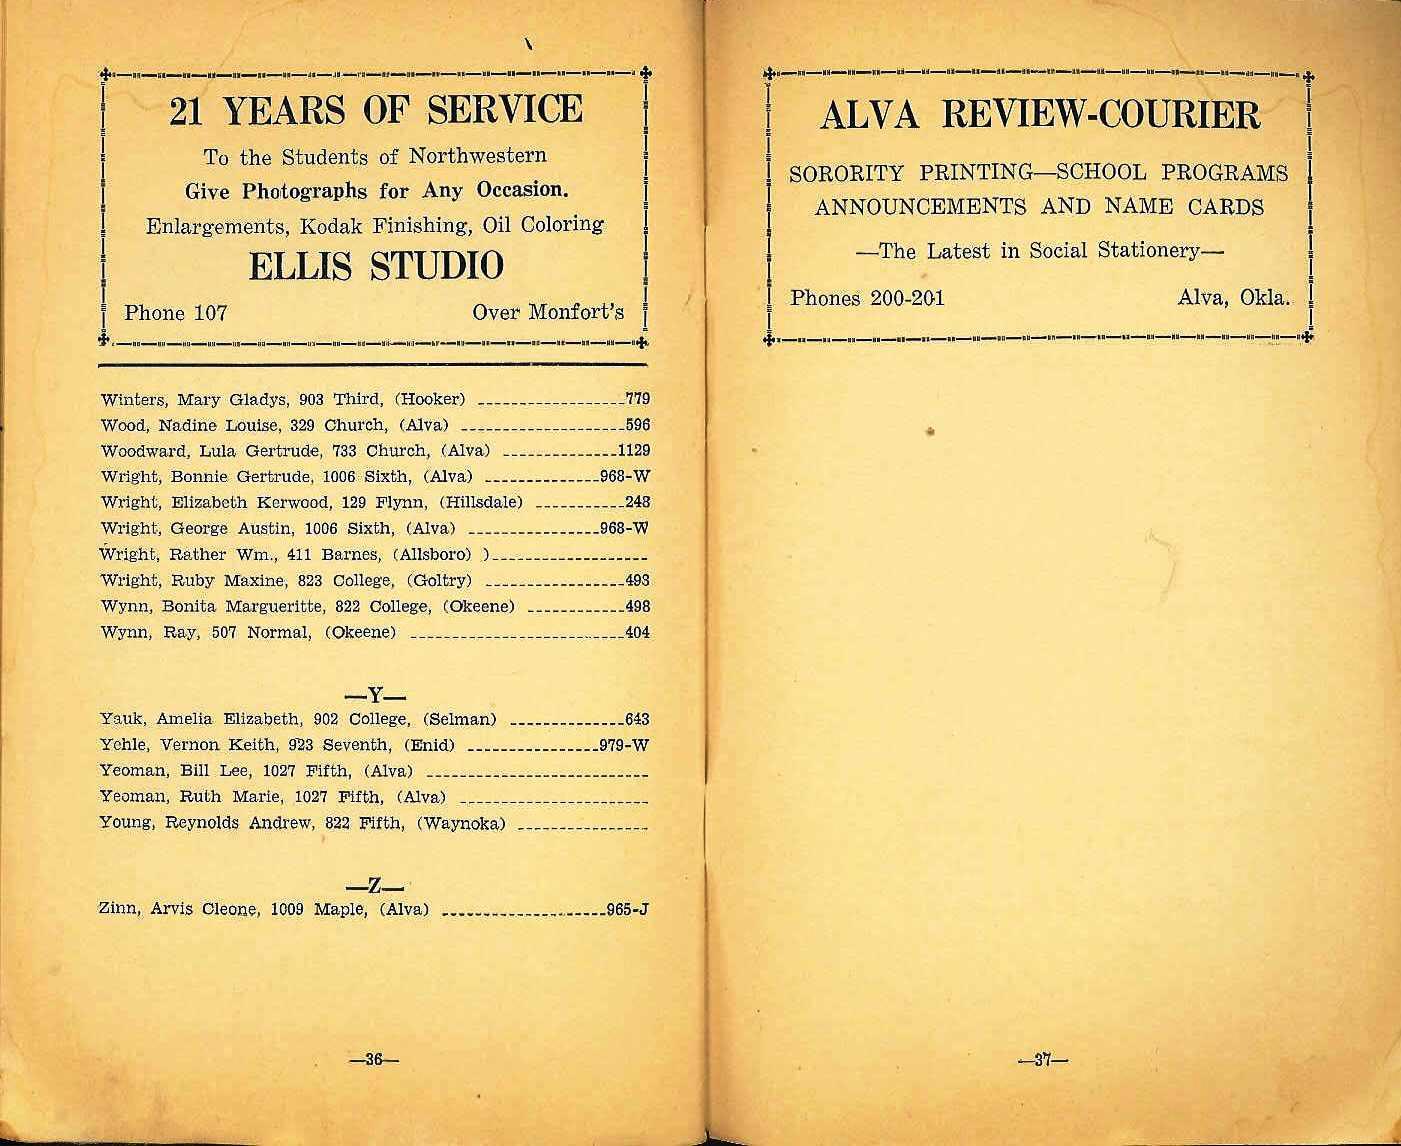 21 YEARS OF SERVICE
To the Students of Northwestern
Give Photographs for Any Occasion.
Enlargements, Kodak Finishing, Oil Coloring
ELLIS STUDIO
Phone 107 Over Monfort's
Winters, Mary Gladys, 903 Third, (Hooker) ------------------779
Wood, Nadine Louise, 329 Church, (Alva) --------------------596
Woodward, Lula Gertrude, 733 Church, (Alva) --------------1129
Wright, Bonnie Gertrude, 1006 Sixth, (Alva) --------------968-W
Wright, Elizabeth Kerwood, 129 Flynn, (Hillsdale) -----------248
Wright, George Austin, 1006 Sixth, (Alva) ----------------968-W
Wright, Rather Wm., 411 Barnes, (Allsboro) )-------------------
Wright, Ruby Maxine, 823 College, (Goltry) -----------------493
Wynn, Bonita Margueritte, 822 College, (Okeene) ------------498
Wynn, Ray, 507 Normal, (Okeene) --------------------------404
—Y—
Yauk, Amelia Elizabeth, 902 College, (Selman) --------------643
Yehle, Vernon Keith, 923 Seventh, (Enid) ----------------979-W
Yeoman, Bill Lee, 1027 Fifth, (Alva) ---------------------------
Yeoman, Ruth Marie, 1027 Fifth, (Alva) -----------------------
Young, Reynolds Andrew, 822 Fifth, (Waynoka) ----------------
—Z—
Zinn, Arvis Cleone, 1009 Maple, (Alva) --------------------965-J
—36—
ALVA REVIEW-COURIER
SORORITY PRINTING—SCHOOL PROGRAMS
ANNOUNCEMENTS AND NAME CARDS
—The Latest in Social Stationery—
Phones 200-201 Alva, Okla.
—37—